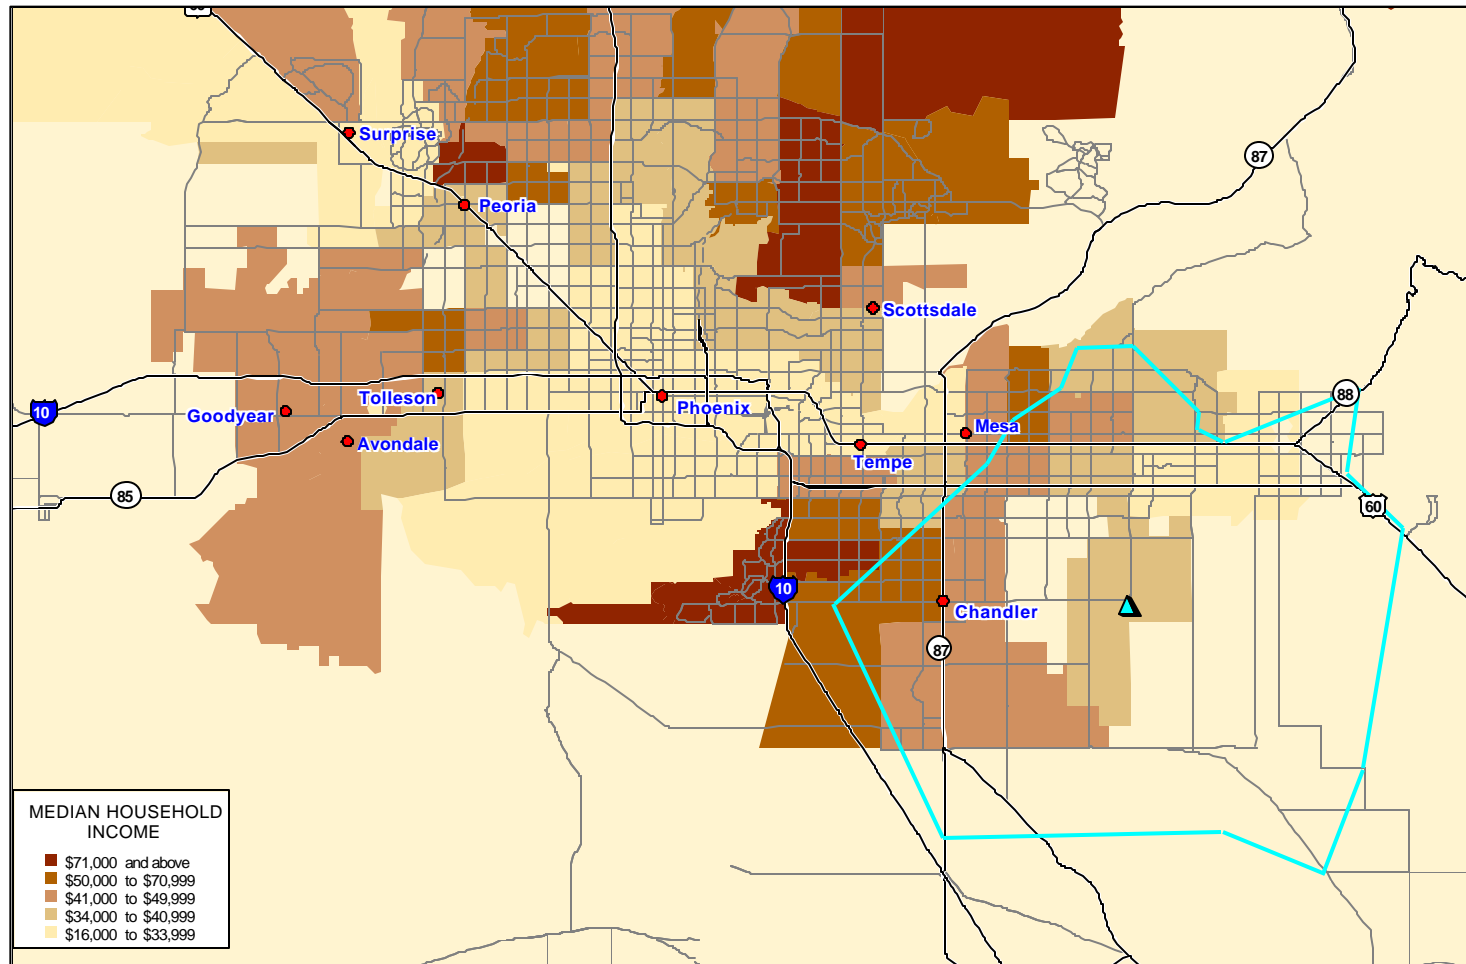 87
Surprise
Peoria
Scottsdale
88
10
Tolleson
Goodyear
Phoenix
Avondale
Mesa
Tempe
85
60
10
Chandler
87
MEDIAN HOUSEHOLD
INCOME
$71,000 and above
$50,000 to $70,999
$41,000 to $49,999
$34,000 to $40,999
$16,000 to $33,999